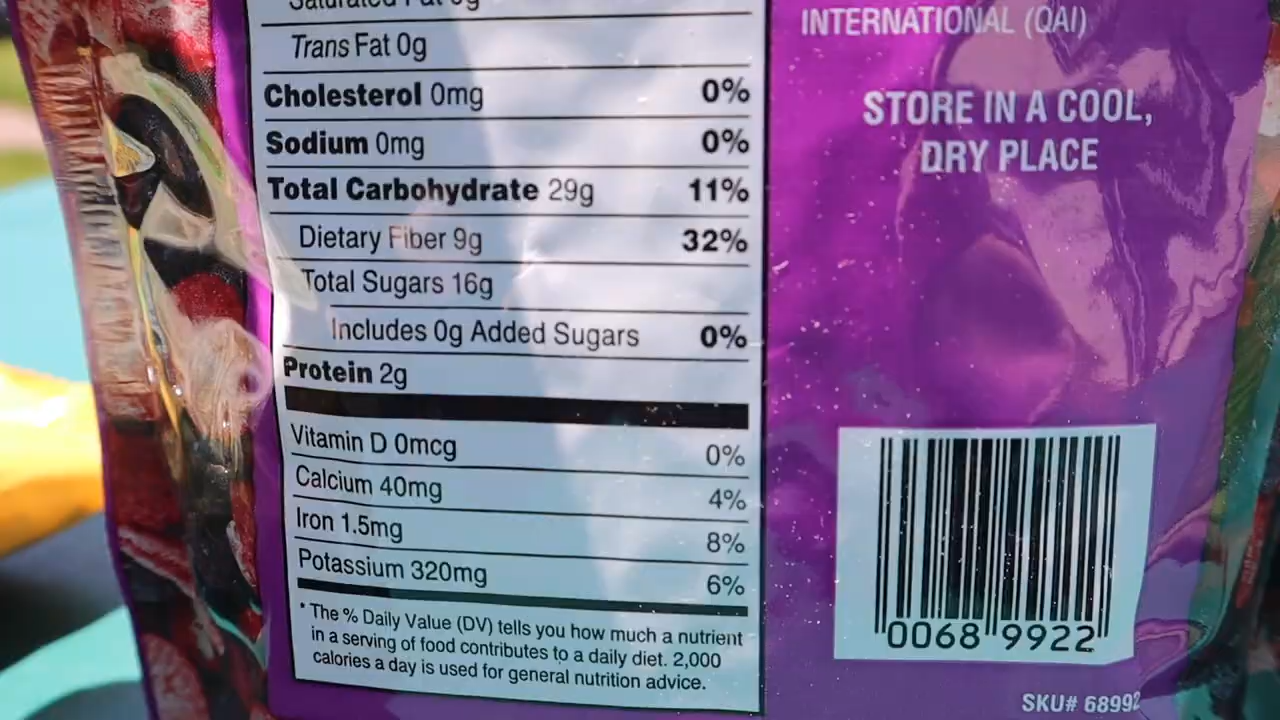 Saturated Fat 0g
Trans Fat 0g
Cholesterol 0mg 0%
Sodium 0mg 0%
Total Carbohydrate 29g 11%
Dietary Fiber 9g 32%
Total Sugars 16g
Includes 0g Added Sugars 0%
Protein 2g
Vitamin D 0mcg 0%
Calcium 40mg 4%
Iron 1.5mg 8%
Potassium 320mg 6%
* The % Daily Value (DV) tells you how much a nutrient
in a serving of food contributes to a daily diet. 2,000
calories a day is used for general nutrition advice.
INTERNATIONAL (QAI)
STORE IN A COOL,
DRY PLACE
0068 9922
SKU# 68992